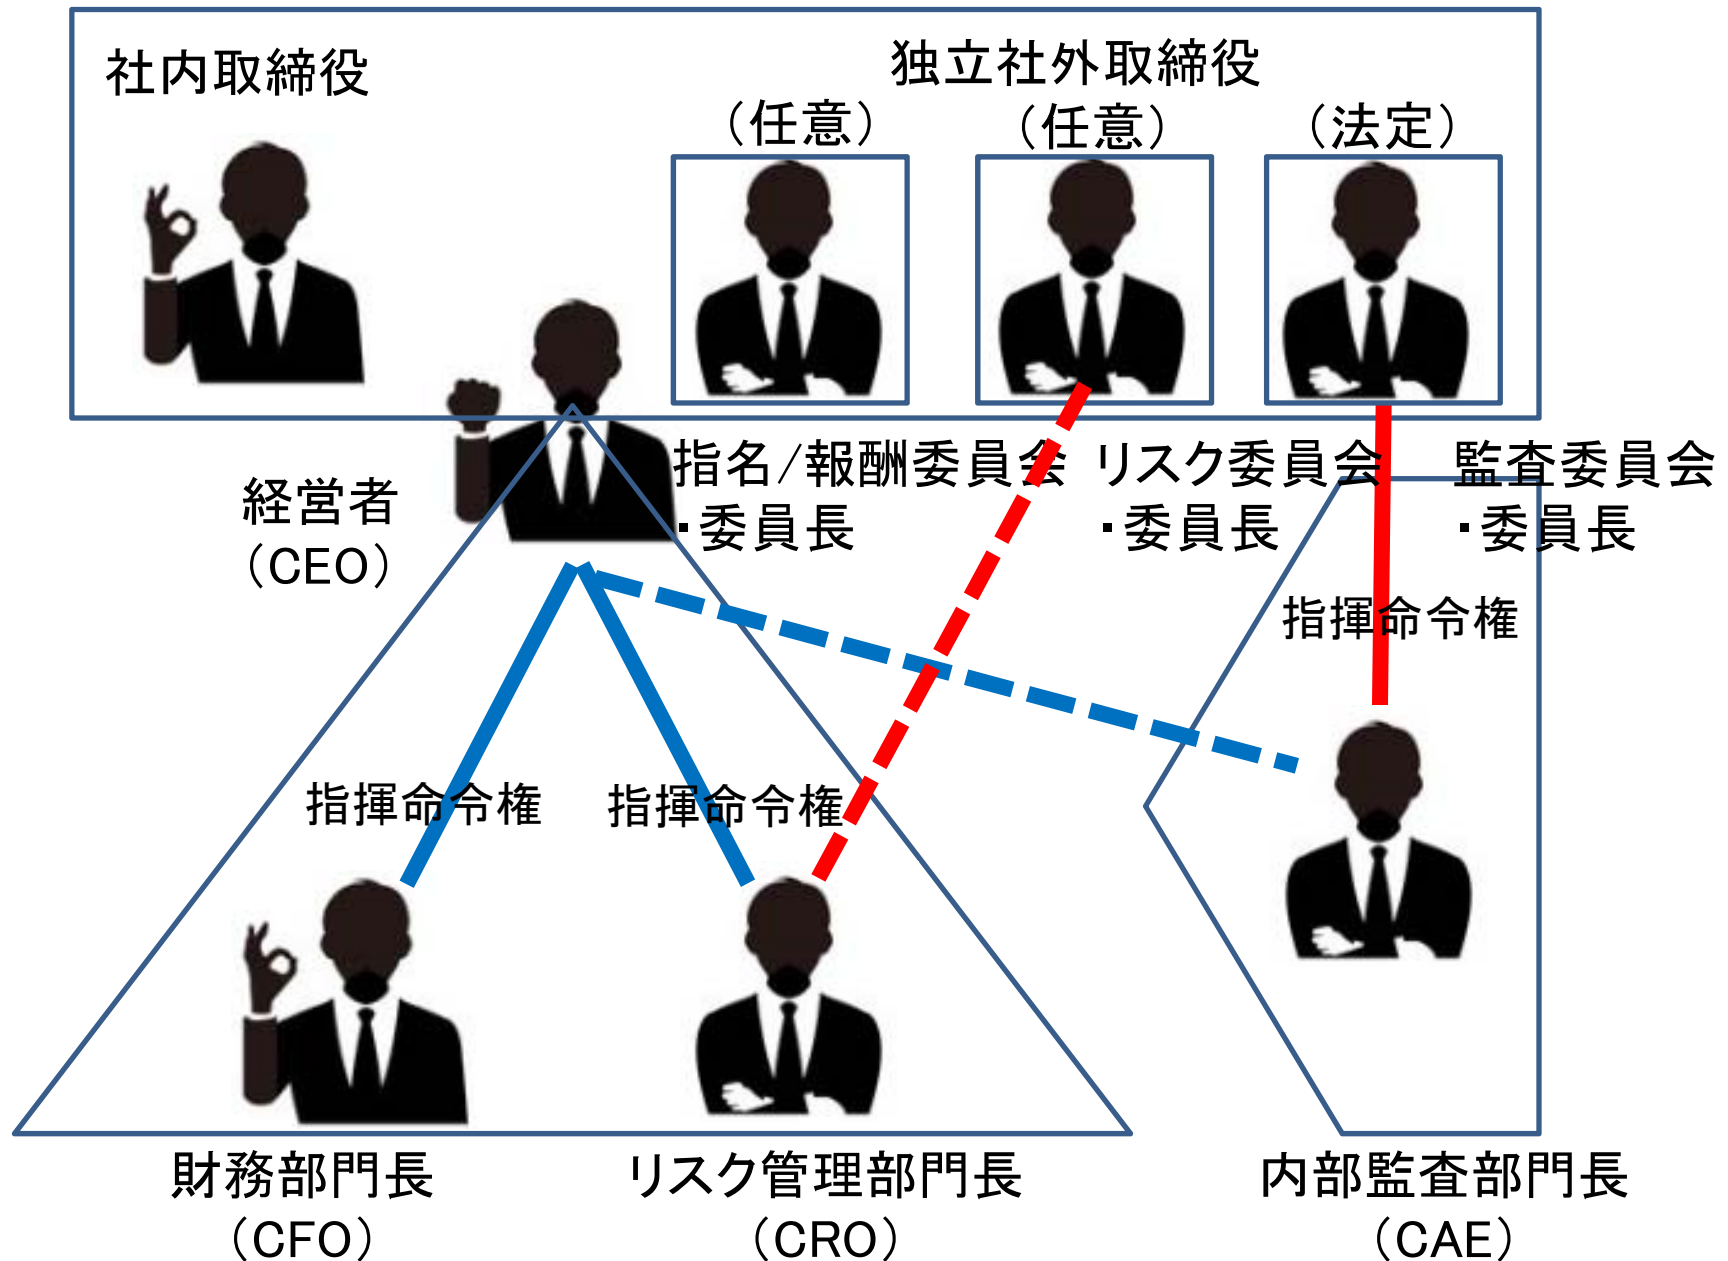 社内取締役
独立社外取締役
（任意）
（任意）
（法定）
経営者
（CEO）
指名/報酬委員会
・委員長
リスク委員会
・委員長
監査委員会
・委員長
指揮命令権
指揮命令権
指揮命令権
財務部門長
（CFO）
リスク管理部門長
（CRO）
内部監査部門長
（CAE）